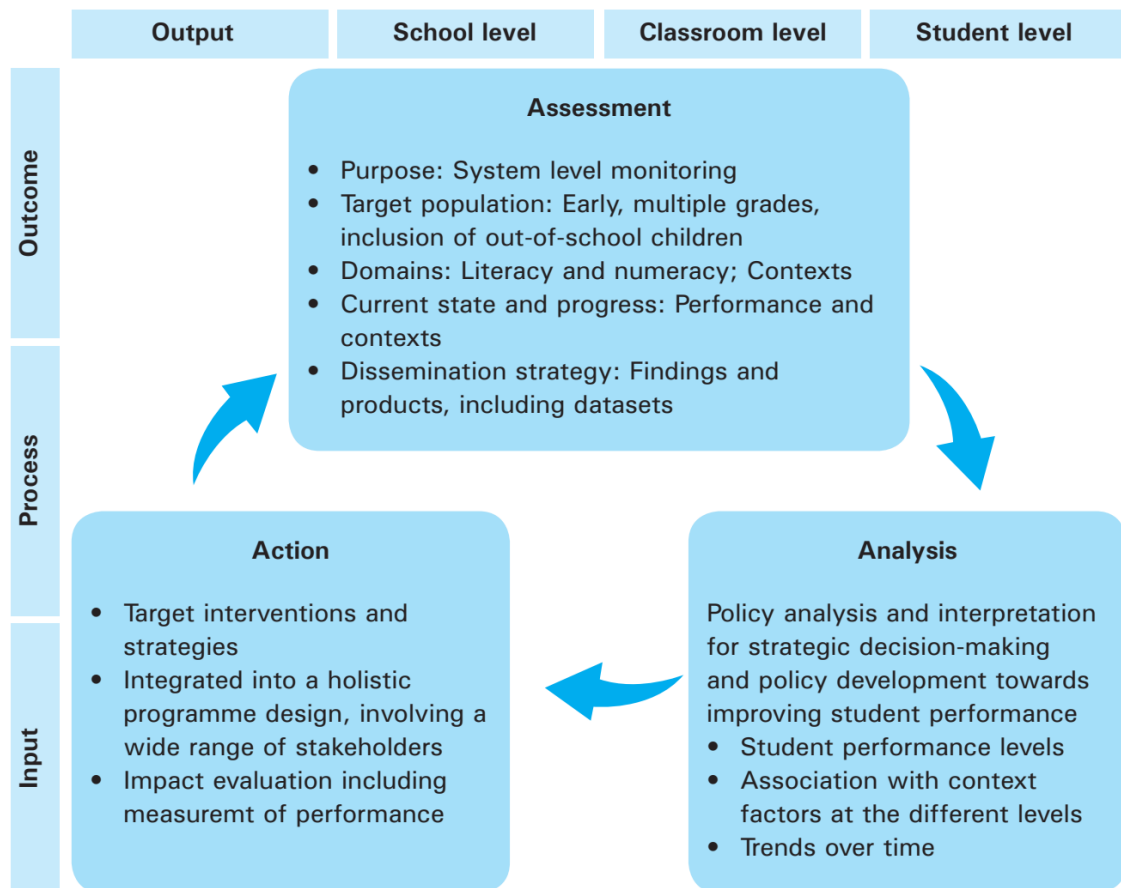 Output
School level
Classroom level
Student level
Outcome
Process
Input
Assessment
• Purpose: System level monitoring
• Target population: Early, multiple grades,
inclusion of out-of-school children
• Domains: Literacy and numeracy; Contexts
• Current state and progress: Performance and
contexts
• Dissemination strategy: Findings and
products, including datasets
Action
• Target interventions and
strategies
• Integrated into a holistic
programme design, involving a
wide range of stakeholders
• Impact evaluation including
measuremt of performance
Analysis
Policy analysis and interpretation
for strategic decision-making
and policy development towards
improving student performance
• Student performance levels
• Association with context
factors at the different levels
• Trends over time